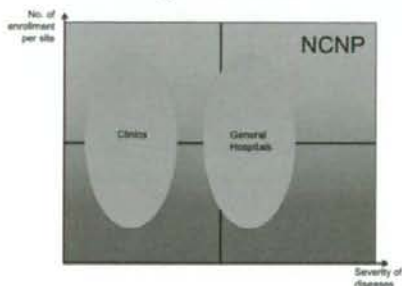 No. of
enrollment
per site
NCNP
Clinics
General
Hospitals
Severity of
diseases